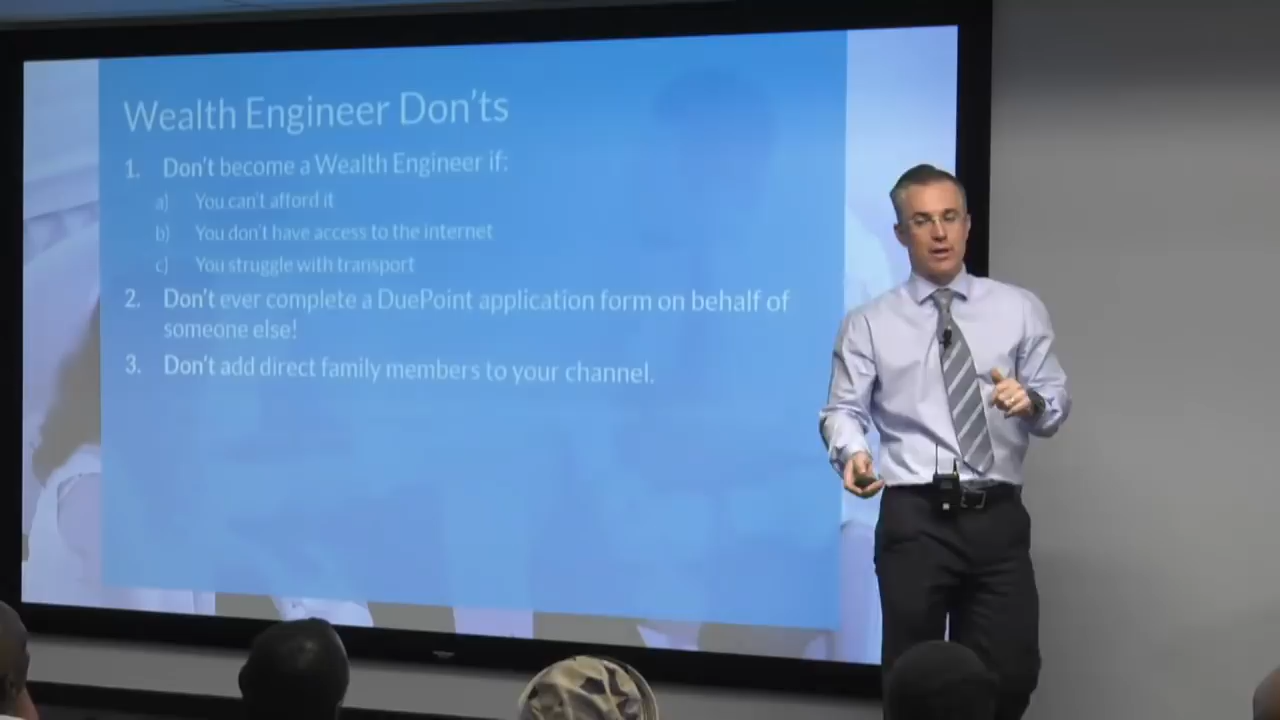 Wealth Engineer Don'ts
1. Don't become a Wealth Engineer if:
a) You can't afford it
b) You don't have access to the internet
c) You struggle with transport
2. Don't ever complete a DuePoint application form on behalf of
someone else!
3. Don't add direct family members to your channel.